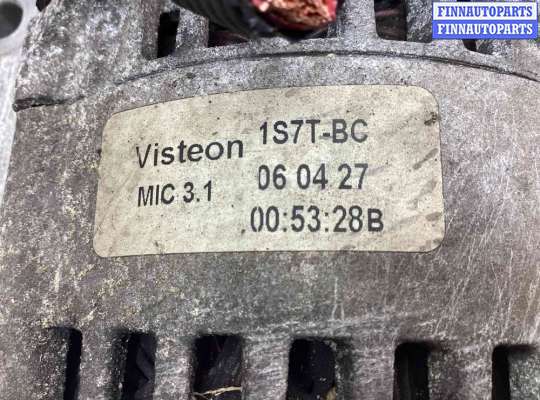 FINNAUTOPARTS
FINNAUTOPARTS
Visteon 1S7T-BC
MIC 3.1 06 04 27
00:53:28B